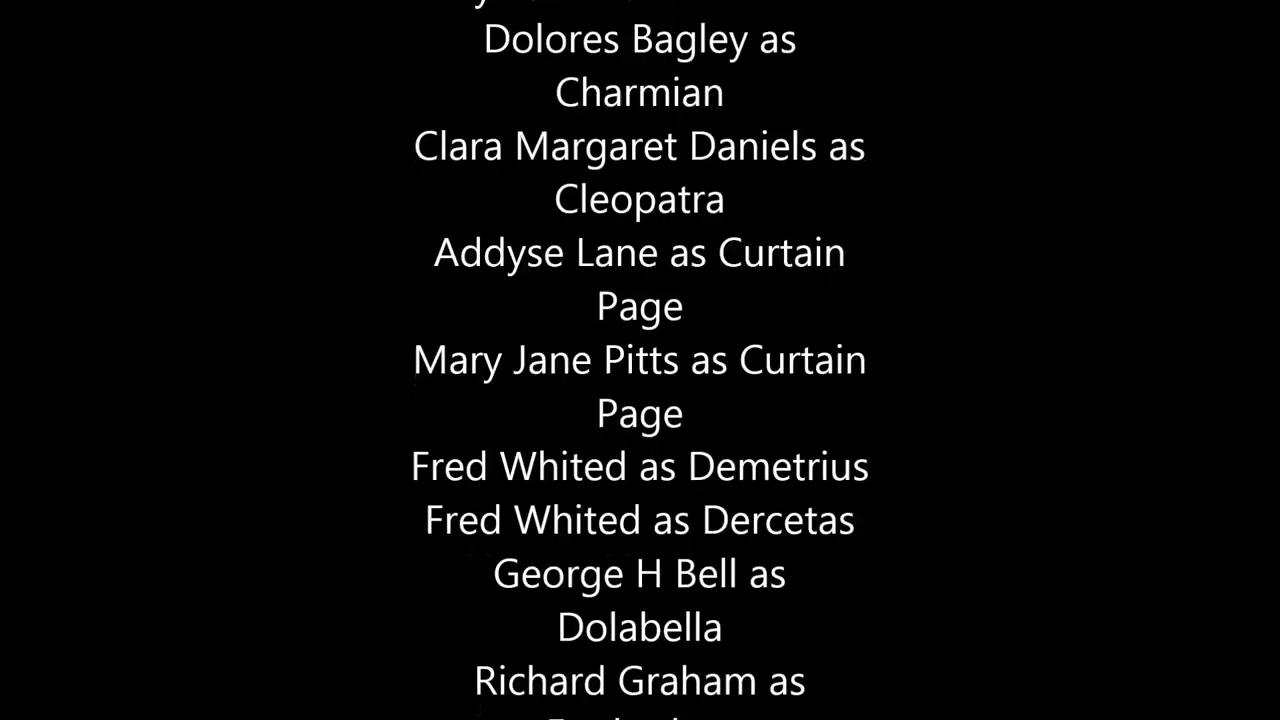 Dolores Bagley as
Charmian
Clara Margaret Daniels as
Cleopatra
Addyse Lane as Curtain
Page
Mary Jane Pitts as Curtain
Page
Fred Whited as Demetrius
Fred Whited as Dercetas
George H Bell as
Dolabella
Richard Graham as